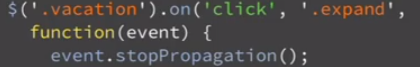 $('.vacation').on('click', '.expand',
function(event) {
event.stopPropagation();